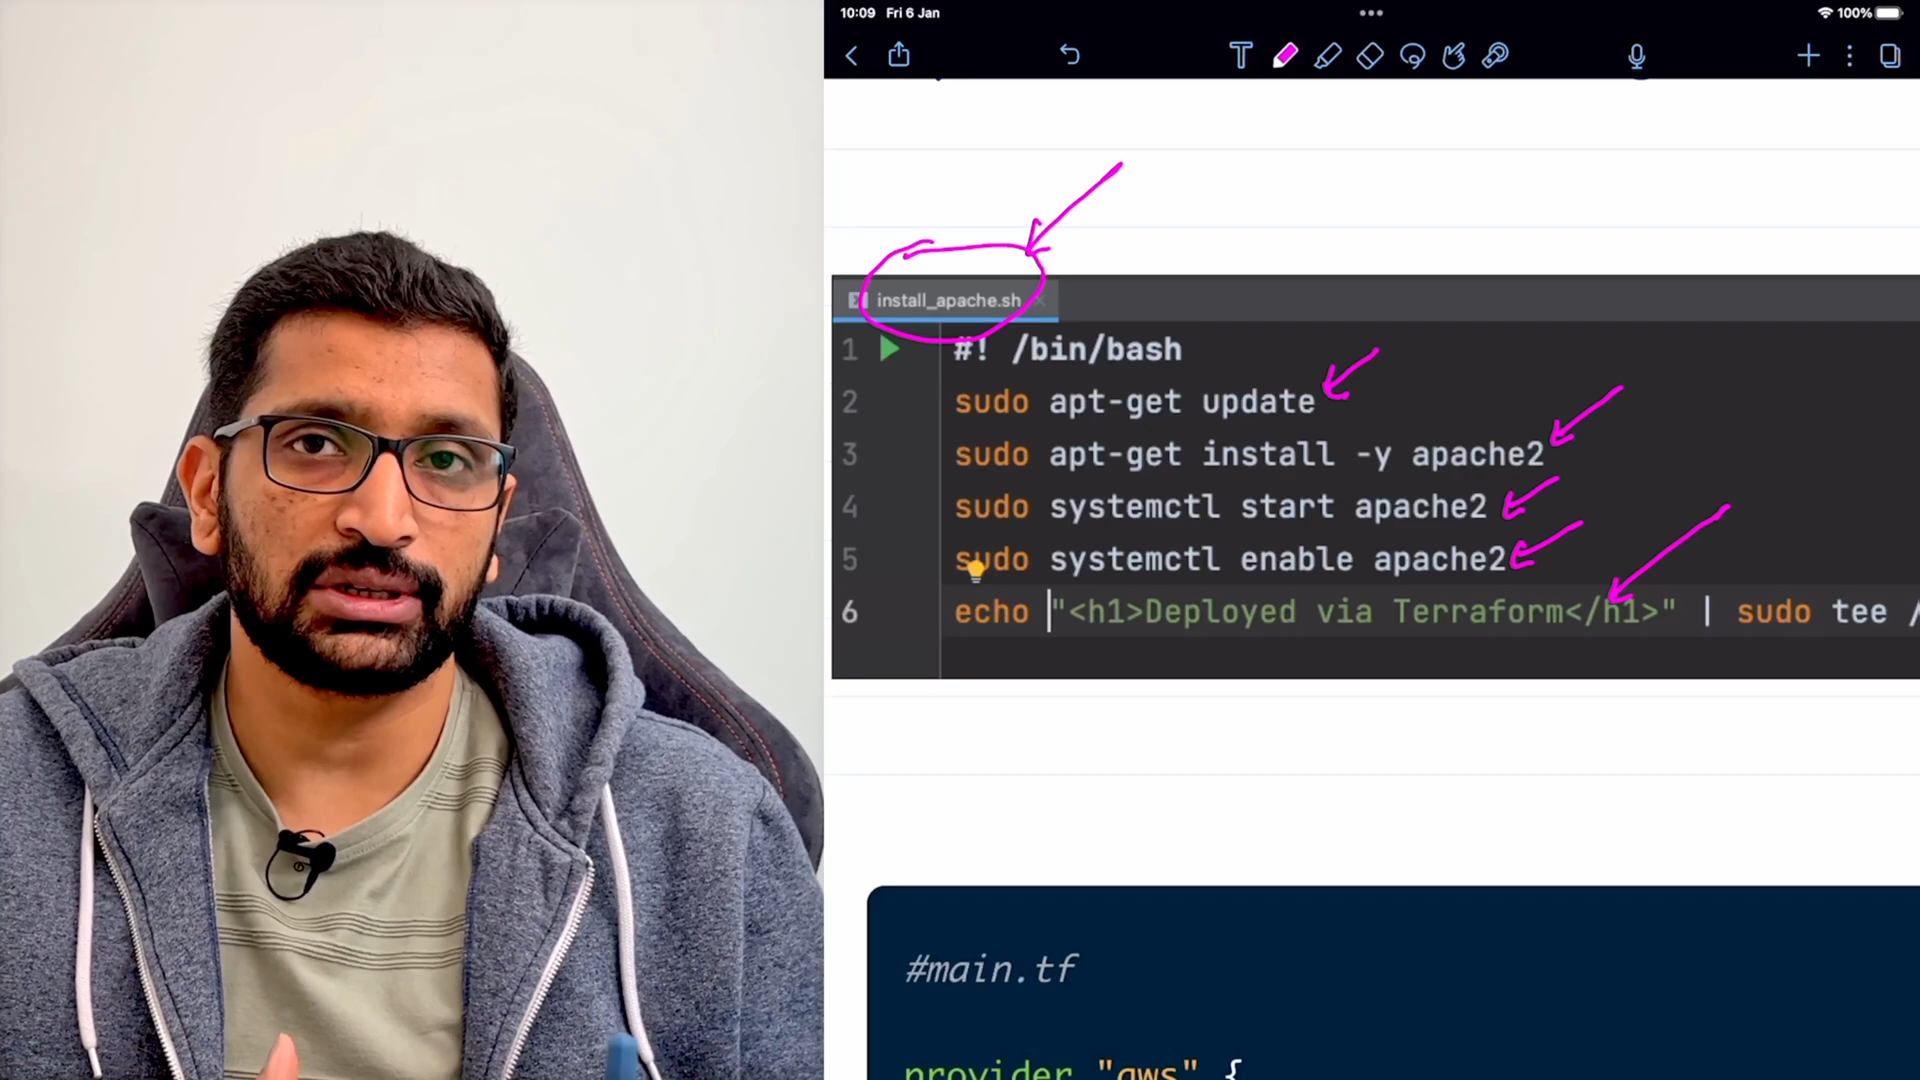 10:09 Fri 6 Jan
100%
install_apache.sh
1 #! /bin/bash
2 sudo apt-get update
3 sudo apt-get install -y apache2
4 sudo systemctl start apache2
5 sudo systemctl enable apache2
6 echo "<h1>Deployed via Terraform</h1>" | sudo tee /
#main.tf
provider "aws" {